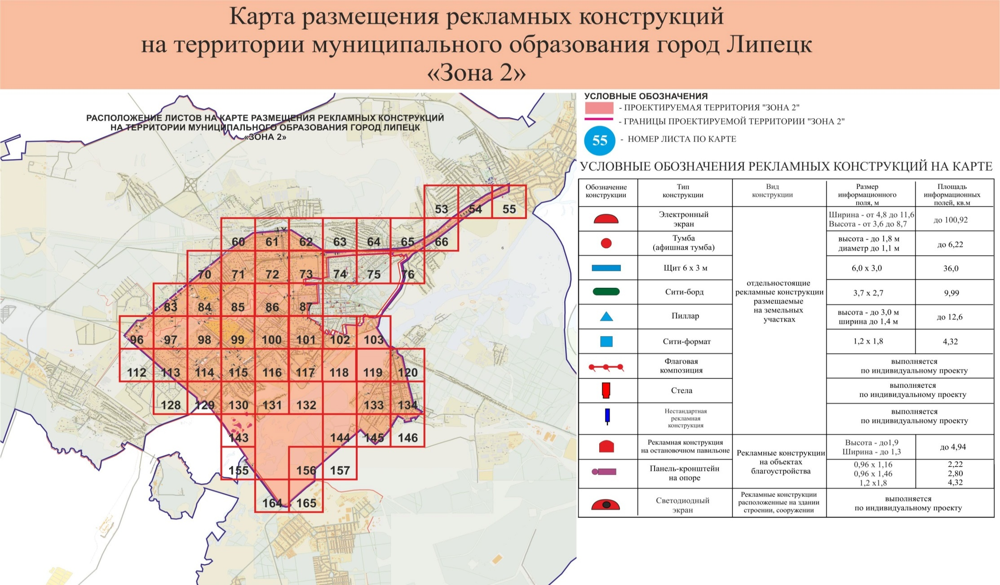 Карта размещения рекламных конструкций
на территории муниципального образования город Липецк
«Зона 2»
РАСПОЛОЖЕНИЕ ЛИСТОВ НА КАРТЕ РАЗМЕЩЕНИЯ РЕКЛАМНЫХ КОНСТРУКЦИЙ
НА ТЕРРИТОРИИ МУНИЦИПАЛЬНОГО ОБРАЗОВАНИЯ ГОРОД ЛИПЕЦК
«ЗОНА 2»
53 54 55
60 61 62 63 64 65 66
6
70 71 72 73 74 75 76
83 84 85 86 87
96 97 98 99 100 101 102 103
112 113 114 115 116 117 118 119 120
128 129 130 131 132 133 134
143 144 145 146
155 156 157
164 165
УСЛОВНЫЕ ОБОЗНАЧЕНИЯ
- ПРОЕКТИРУЕМАЯ ТЕРРИТОРИЯ "ЗОНА 2"
- ГРАНИЦЫ ПРОЕКТИРУЕМОЙ ТЕРРИТОРИИ "ЗОНА 2"
55 - НОМЕР ЛИСТА ПО КАРТЕ
УСЛОВНЫЕ ОБОЗНАЧЕНИЯ РЕКЛАМНЫХ КОНСТРУКЦИЙ НА КАРТЕ
Обозначение
конструкции
Тип
конструкции
Вид
конструкции
Размер
информационного
поля, м
Площадь
информационных
полей, кв.м
Электронный
экран
Ширина - от 4,8 до 11,6
Высота - от 3,6 до 8,7
до 100,92
Тумба
(афишная тумба)
высота - до 1,8 м
диаметр до 1,1 м
до 6,22
Щит 6 х 3 м
6,0 х 3,0
36,0
отдельностоящие
рекламные конструкции
размещаемые
на земельных
участках
Сити-борд
3,7 х 2,7
9,99
Пиллар
высота - до 3,0 м
ширина до 1,4 м
до 12,6
Сити-формат
1,2 х 1,8
4,32
Флаговая
композиция
выполняется
по индивидуальному проекту
Стела
выполняется
по индивидуальному проекту
Нестандартная
рекламная
конструкция
выполняется
по индивидуальному проекту
Рекламная конструкция
на остановочном павильоне
Рекламные конструкции
на объектах
благоустройства
Высота - до1,9
Ширина - до 1,3
до 4,94
Панель-кронштейн
на опоре
0,96 х 1,16
0,96 х 1,46
1,2 х1,8
2,22
2,80
4,32
Светодиодный
экран
Рекламные конструкции
расположенные на здании
строении, сооружении
выполняется
по индивидуальному проекту